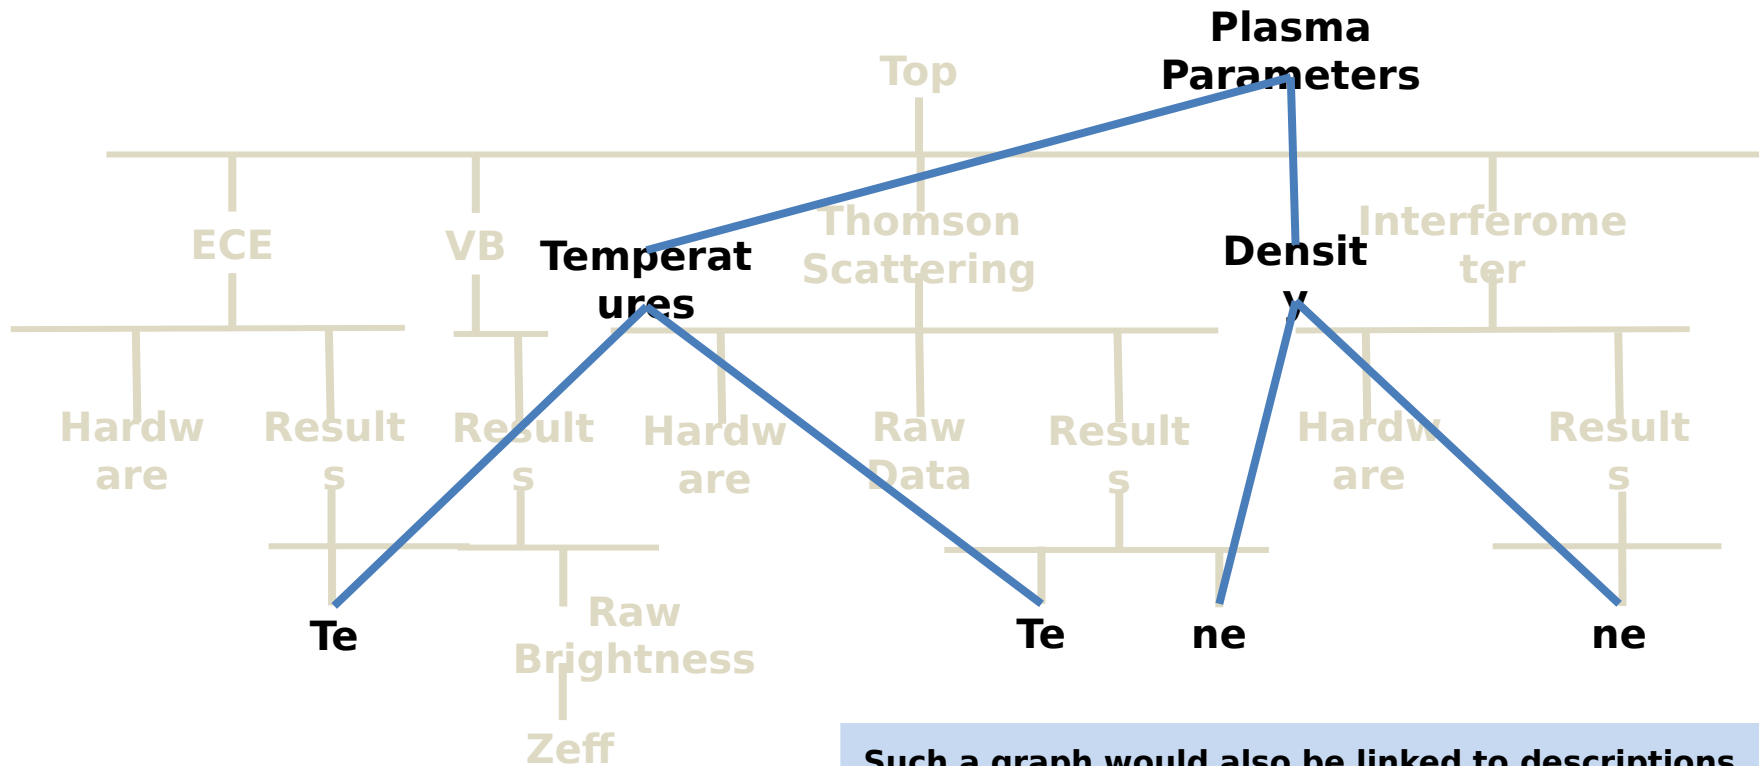 Plasma
Parameters
Top
ECE
VB
Temperat
ures
Thomson
Scattering
Densit
y
Interferome
ter
Hardw
are
Result
s
Result
s
Hardw
are
Raw
Data
Result
s
Hardw
are
Result
s
Te
Raw
Brightness
Zeff
Te
ne
ne
Such a graph would also be linked to descriptions